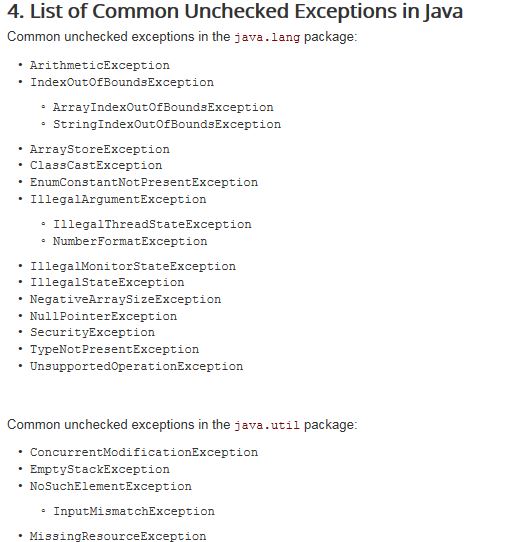 4. List of Common Unchecked Exceptions in Java
Common unchecked exceptions in the java.lang package:
• ArithmeticException
• IndexOutOfBoundsException
◦ ArrayIndexOutOfBoundsException
◦ StringIndexOutOfBoundsException
• ArrayStoreException
• ClassCastException
• EnumConstantNotPresentException
• IllegalArgumentException
◦ IllegalThreadStateException
◦ NumberFormatException
• IllegalMonitorStateException
• IllegalStateException
• NegativeArraySizeException
• NullPointerException
• SecurityException
• TypeNotPresentException
• UnsupportedOperationException
Common unchecked exceptions in the java.util package:
• ConcurrentModificationException
• EmptyStackException
• NoSuchElementException
◦ InputMismatchException
• MissingResourceException